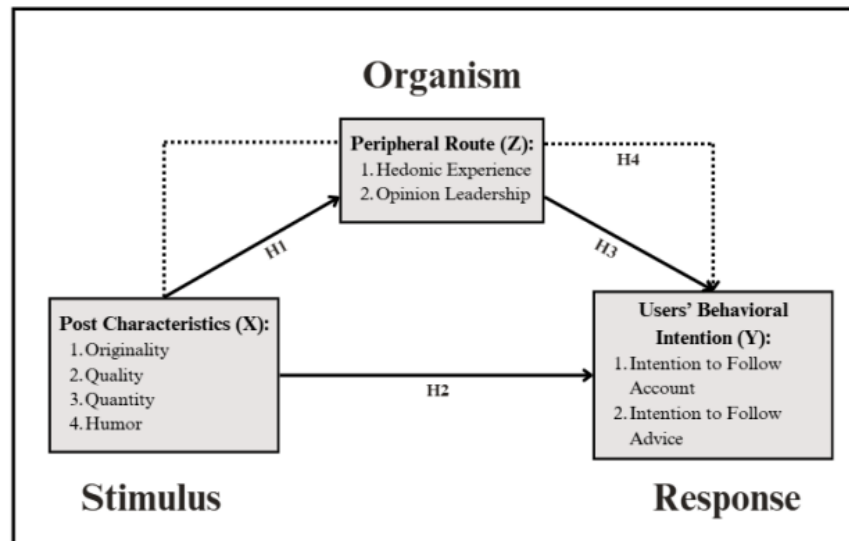 Organism
Peripheral Route (Z):
1. Hedonic Experience
2. Opinion Leadership
H4
H1
H3
Post Characteristics (X):
1. Originality
2. Quality
3. Quantity
4. Humor
H2
Users' Behavioral
Intention (Y):
1. Intention to Follow
Account
2. Intention to Follow
Advice
Stimulus
Response